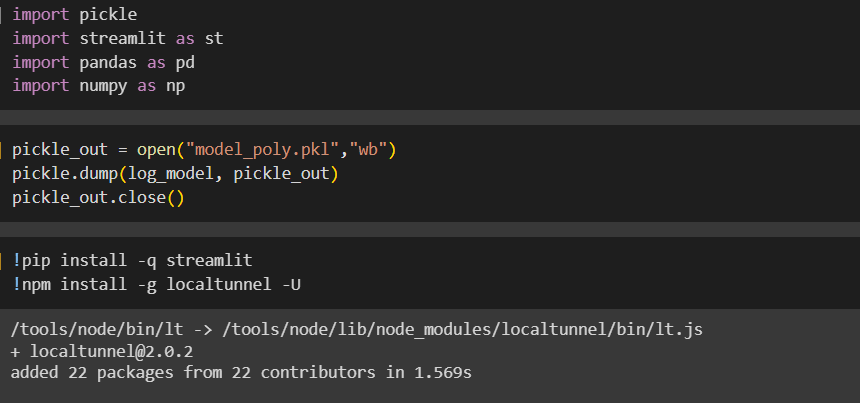 import pickle
import streamlit as st
import pandas as pd
import numpy as np
pickle_out = open("model_poly.pkl","wb")
pickle.dump(log_model, pickle_out)
pickle_out.close()
!pip install -q streamlit
!npm install -g localtunnel -U
/tools/node/bin/lt -> /tools/node/lib/node_modules/localtunnel/bin/lt.js
+ localtunnel@2.0.2
added 22 packages from 22 contributors in 1.569s